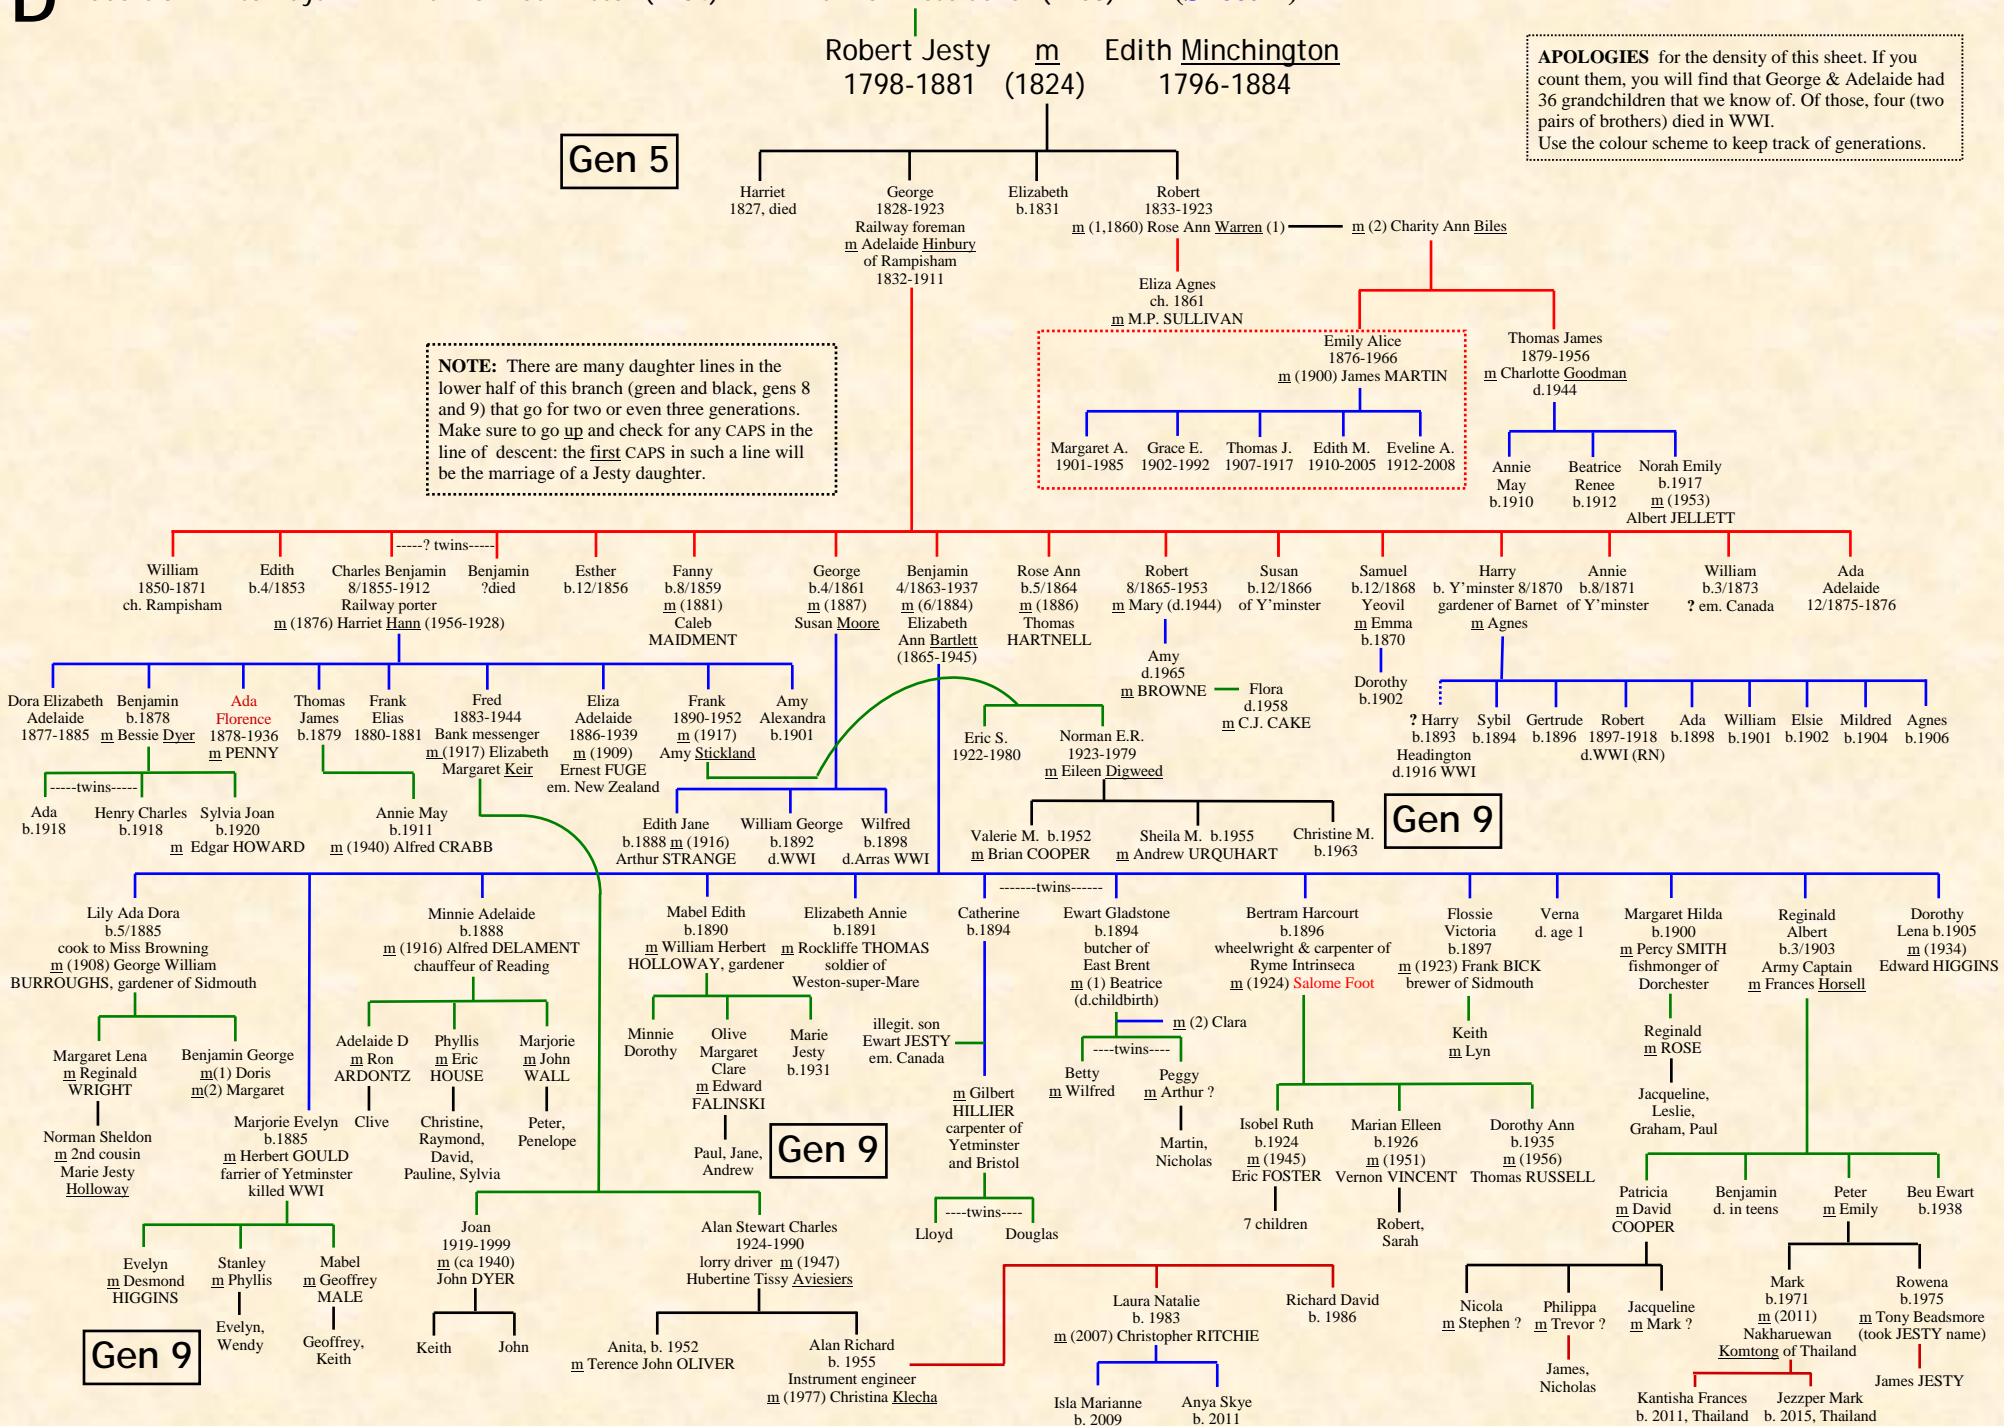 D
Robert Jesty m Edith Minchington
1798-1881 (1824) 1796-1884
APOLOGIES for the density of this sheet. If you
count them, you will find that George & Adelaide had
36 grandchildren that we know of. Of those, four (two
pairs of brothers) died in WWI.
Use the colour scheme to keep track of generations.
Gen 5
Harriet
1827, died
George
1828-1923
Railway foreman
m Adelaide Hinbury
of Rampisham
1832-1911
Elizabeth
b.1831
Robert
1833-1923
m (1,1860) Rose Ann Warren (1)
m (2) Charity Ann Biles
Eliza Agnes
ch. 1861
m M.P. SULLIVAN
Emily Alice
1876-1966
m (1900) James MARTIN
Thomas James
1879-1956
m Charlotte Goodman
d.1944
NOTE: There are many daughter lines in the
lower half of this branch (green and black, gens 8
and 9) that go for two or even three generations.
Make sure to go up and check for any CAPS in the
line of descent: the first CAPS in such a line will
be the marriage of a Jesty daughter.
Margaret A.
1901-1985
Grace E.
1902-1992
Thomas J.
1907-1917
Edith M.
1910-2005
Eveline A.
1912-2008
Annie
May
b.1910
Beatrice
Renee
b.1912
Norah Emily
b.1917
m (1953)
Albert JELLETT
-----? twins-----
William
1850-1871
ch. Rampisham
Edith
b.4/1853
Charles Benjamin
8/1855-1912
Railway porter
m (1876) Harriet Hann (1956-1928)
Benjamin
?died
Esther
b.12/1856
Fanny
b.8/1859
m (1881)
Caleb
MAIDMENT
George
b.4/1861
m (1887)
Susan Moore
Benjamin
4/1863-1937
m (6/1884)
Elizabeth
Ann Bartlett
(1865-1945)
Rose Ann
b.5/1864
m (1886)
Thomas
HARTNELL
Robert
8/1865-1953
m Mary (d.1944)
Susan
b.12/1866
of Y'minster
Samuel
b.12/1868
Yeovil
m Emma
b.1870
Harry
b. Y'minster 8/1870
gardener of Barnet
m Agnes
Annie
b.8/1871
of Y'minster
William
b.3/1873
? em. Canada
Ada
Adelaide
12/1875-1876
Amy
d.1965
m BROWNE
Flora
d.1958
m C.J. CAKE
Dorothy
b.1902
Dora Elizabeth
Adelaide
1877-1885
Benjamin
b.1878
m Bessie Dyer
Ada
Florence
1878-1936
m PENNY
Thomas
James
b.1879
Frank
Elias
1880-1881
Fred
1883-1944
Bank messenger
m (1917) Elizabeth
Margaret Keir
Eliza
Adelaide
1886-1939
m (1909)
Ernest FUGE
em. New Zealand
Frank
1890-1952
m (1917)
Amy Stickland
Amy
Alexandra
b.1901
Eric S.
1922-1980
Norman E.R.
1923-1979
m Eileen Digweed
? Harry
b.1893
Headington
d.1916 WWI
Sybil
b.1894
Gertrude
b.1896
Robert
1897-1918
d.WWI (RN)
Ada
b.1898
William
b.1901
Elsie
b.1902
Mildred
b.1904
Agnes
b.1906
-----twins-----
Ada
b.1918
Henry Charles
b.1918
Sylvia Joan
b.1920
m Edgar HOWARD
Annie May
b.1911
m (1940) Alfred CRABB
Edith Jane
b.1888 m (1916)
Arthur STRANGE
William George
b.1892
d.WWI
Wilfred
b.1898
d.Arras WWI
Valerie M. b.1952
m Brian COOPER
Sheila M. b.1955
m Andrew URQUHART
Christine M.
b.1963
Gen 9
-------twins------
Lily Ada Dora
b.5/1885
cook to Miss Browning
m (1908) George William
BURROUGHS, gardener of Sidmouth
Minnie Adelaide
b.1888
m (1916) Alfred DELAMENT
chauffeur of Reading
Mabel Edith
b.1890
m William Herbert
HOLLOWAY, gardener
Elizabeth Annie
b.1891
m Rockliffe THOMAS
soldier of
Weston-super-Mare
Catherine
b.1894
Ewart Gladstone
b.1894
butcher of
East Brent
m (1) Beatrice
(d.childbirth)
m (2) Clara
Bertram Harcourt
b.1896
wheelwright & carpenter of
Ryme Intrinseca
m (1924) Salome Foot
Flossie
Victoria
b.1897
m (1923) Frank BICK
brewer of Sidmouth
Verna
d. age 1
Margaret Hilda
b.1900
m Percy SMITH
fishmonger of
Dorchester
Reginald
Albert
b.3/1903
Army Captain
m Frances Horsell
Dorothy
Lena b.1905
m (1934)
Edward HIGGINS
Margaret Lena
m Reginald
WRIGHT
Benjamin George
m(1) Doris
m(2) Margaret
Adelaide D
m Ron
ARDONTZ
Phyllis
m Eric
HOUSE
Marjorie
m John
WALL
Minnie
Dorothy
Olive
Margaret
Clare
m Edward
FALINSKI
Marie
Jesty
b.1931
illegit. son
Ewart JESTY
em. Canada
----twins----
Betty
m Wilfred
Peggy
m Arthur ?
Keith
m Lyn
Reginald
m ROSE
Norman Sheldon
m 2nd cousin
Marie Jesty
Holloway
Marjorie Evelyn
b.1885
m Herbert GOULD
farrier of Yetminster
killed WWI
Clive
Christine,
Raymond,
David,
Pauline, Sylvia
Peter,
Penelope
Paul, Jane,
Andrew
Gen 9
m Gilbert
HILLIER
carpenter of
Yetminster
and Bristol
Martin,
Nicholas
Isobel Ruth
b.1924
m (1945)
Eric FOSTER
Marian Elleen
b.1926
m (1951)
Vernon VINCENT
Dorothy Ann
b.1935
m (1956)
Thomas RUSSELL
Jacqueline,
Leslie,
Graham, Paul
7 children
Robert,
Sarah
Patricia
m David
COOPER
Benjamin
d. in teens
Peter
m Emily
Beu Ewart
b.1938
----twins----
Lloyd
Douglas
Evelyn
m Desmond
HIGGINS
Stanley
m Phyllis
Mabel
m Geoffrey
MALE
Joan
1919-1999
m (ca 1940)
John DYER
Alan Stewart Charles
1924-1990
lorry driver m (1947)
Hubertine Tissy Aviesiers
Gen 9
Evelyn,
Wendy
Geoffrey,
Keith
Keith
John
Anita, b. 1952
m Terence John OLIVER
Alan Richard
b. 1955
Instrument engineer
m (1977) Christina Klecha
Laura Natalie
b. 1983
m (2007) Christopher RITCHIE
Richard David
b. 1986
Isla Marianne
b. 2009
Anya Skye
b. 2011
Nicola
m Stephen ?
Philippa
m Trevor ?
Jacqueline
m Mark ?
James,
Nicholas
Mark
b.1971
m (2011)
Nakharuewan
Komtong of Thailand
Rowena
b.1975
m Tony Beadsmore
(took JESTY name)
James JESTY
Kantisha Frances
b. 2011, Thailand
Jezzper Mark
b. 2015, Thailand